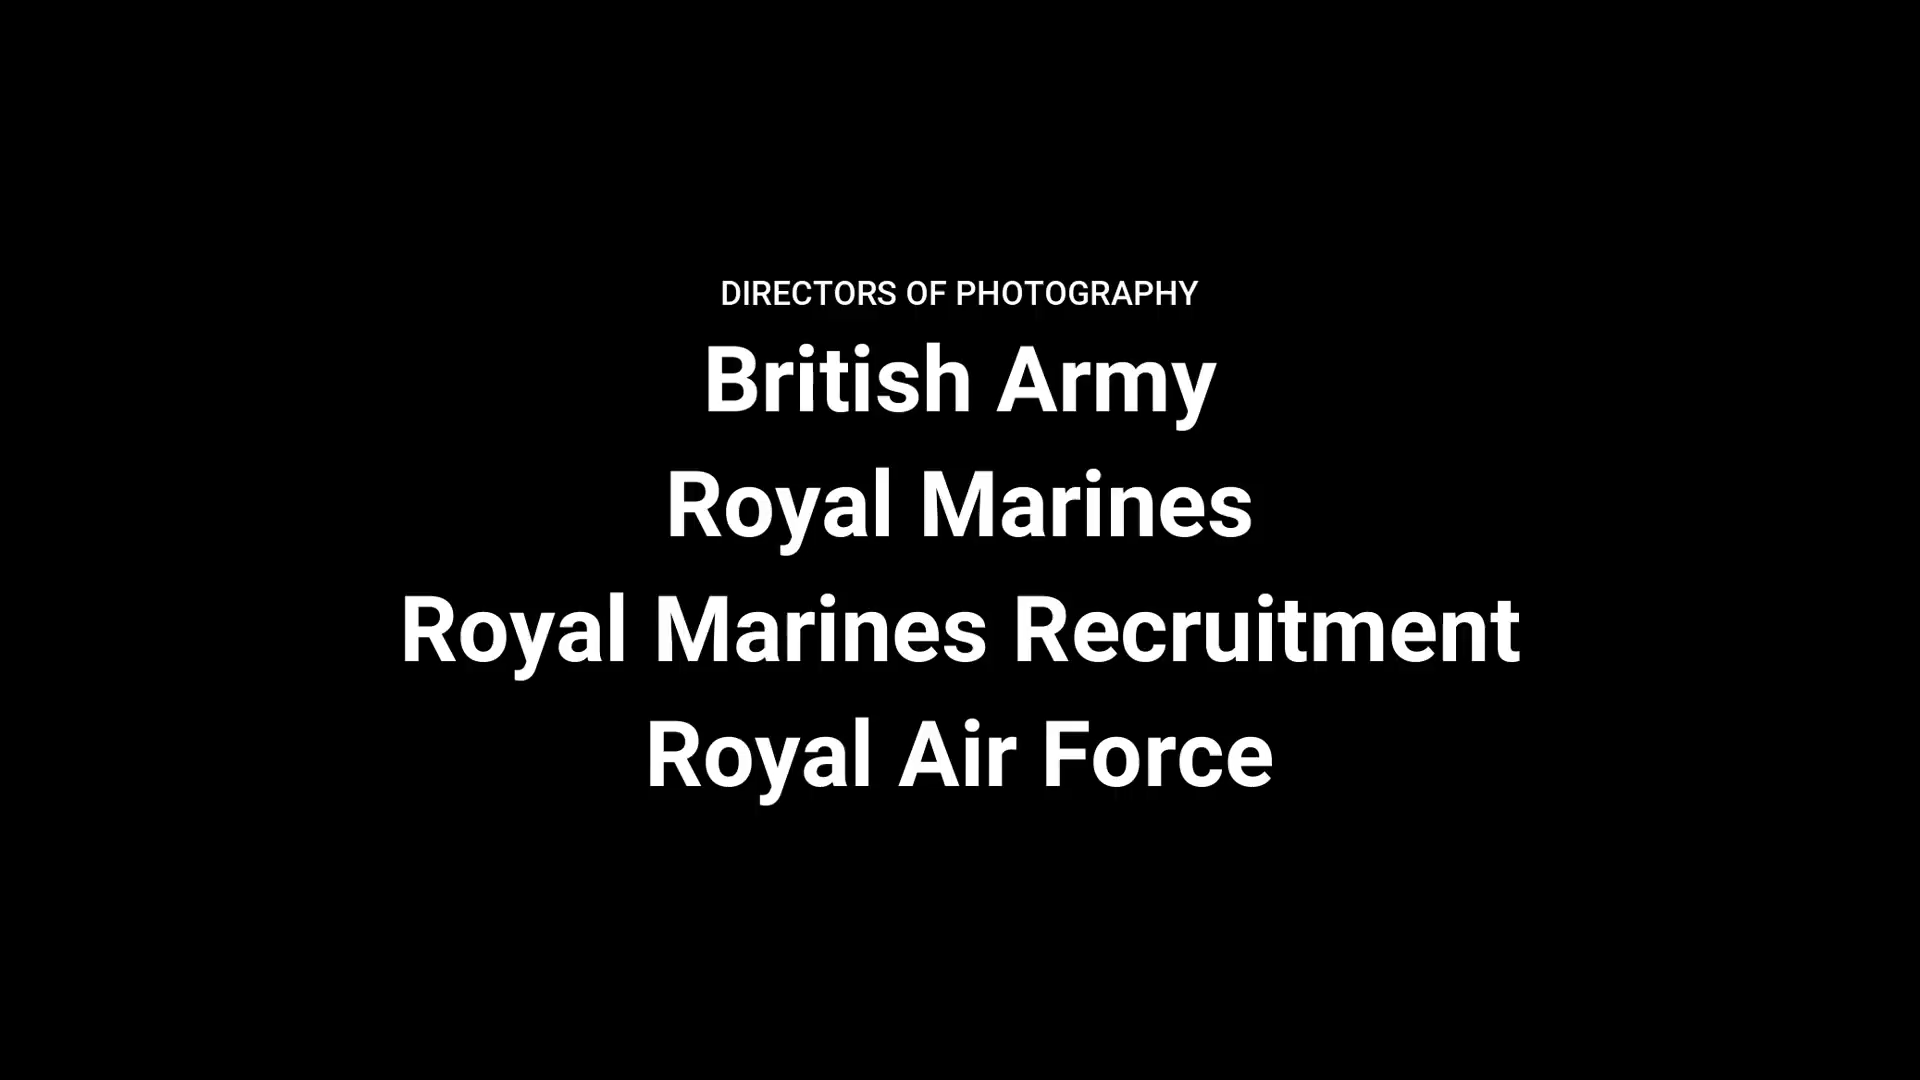 DIRECTORS OF PHOTOGRAPHY
British Army
Royal Marines
Royal Marines Recruitment
Royal Air Force